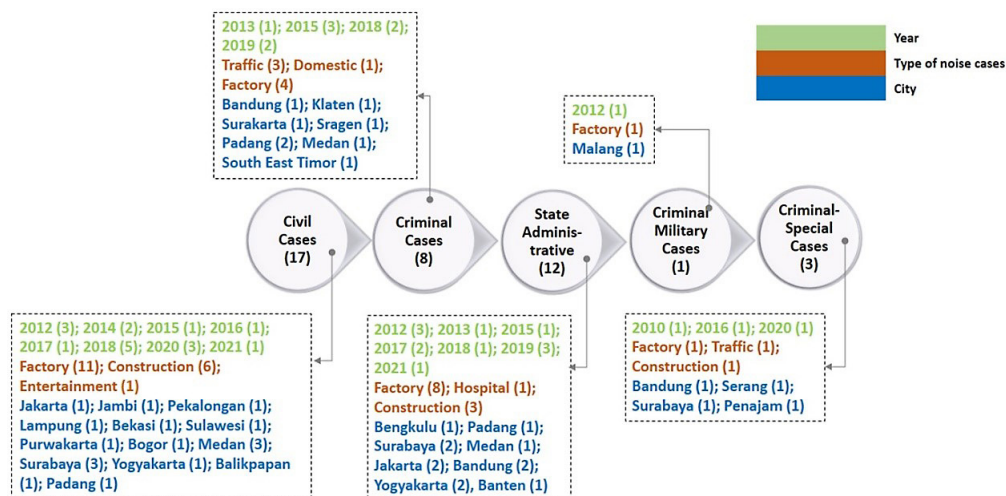 2013 (1); 2015 (3); 2018 (2);
2019 (2)
Traffic (3); Domestic (1);
Factory (4)
Bandung (1); Klaten (1);
Surakarta (1); Sragen (1);
Padang (2); Medan (1);
South East Timor (1)
2012 (1)
Factory (1)
Malang (1)
Year
Type of noise cases
City
Civil
Cases
(17)
Criminal
Cases
(8)
State
Adminis-
trative
(12)
Criminal
Military
Cases
(1)
Criminal-
Special
Cases
(3)
2012 (3); 2014 (2); 2015 (1); 2016 (1);
2017 (1); 2018 (5); 2020 (3); 2021 (1)
Factory (11); Construction (6);
Entertainment (1)
Jakarta (1); Jambi (1); Pekalongan (1);
Lampung (1); Bekasi (1); Sulawesi (1);
Purwakarta (1); Bogor (1); Medan (3);
Surabaya (3); Yogyakarta (1); Balikpapan
(1); Padang (1)
2012 (3); 2013 (1); 2015 (1);
2017 (2); 2018 (1); 2019 (3);
2021 (1)
Factory (8); Hospital (1);
Construction (3)
Bengkulu (1); Padang (1);
Surabaya (2); Medan (1);
Jakarta (2); Bandung (2);
Yogyakarta (2), Banten (1)
2010 (1); 2016 (1); 2020 (1)
Factory (1); Traffic (1);
Construction (1)
Bandung (1); Serang (1);
Surabaya (1); Penajam (1)